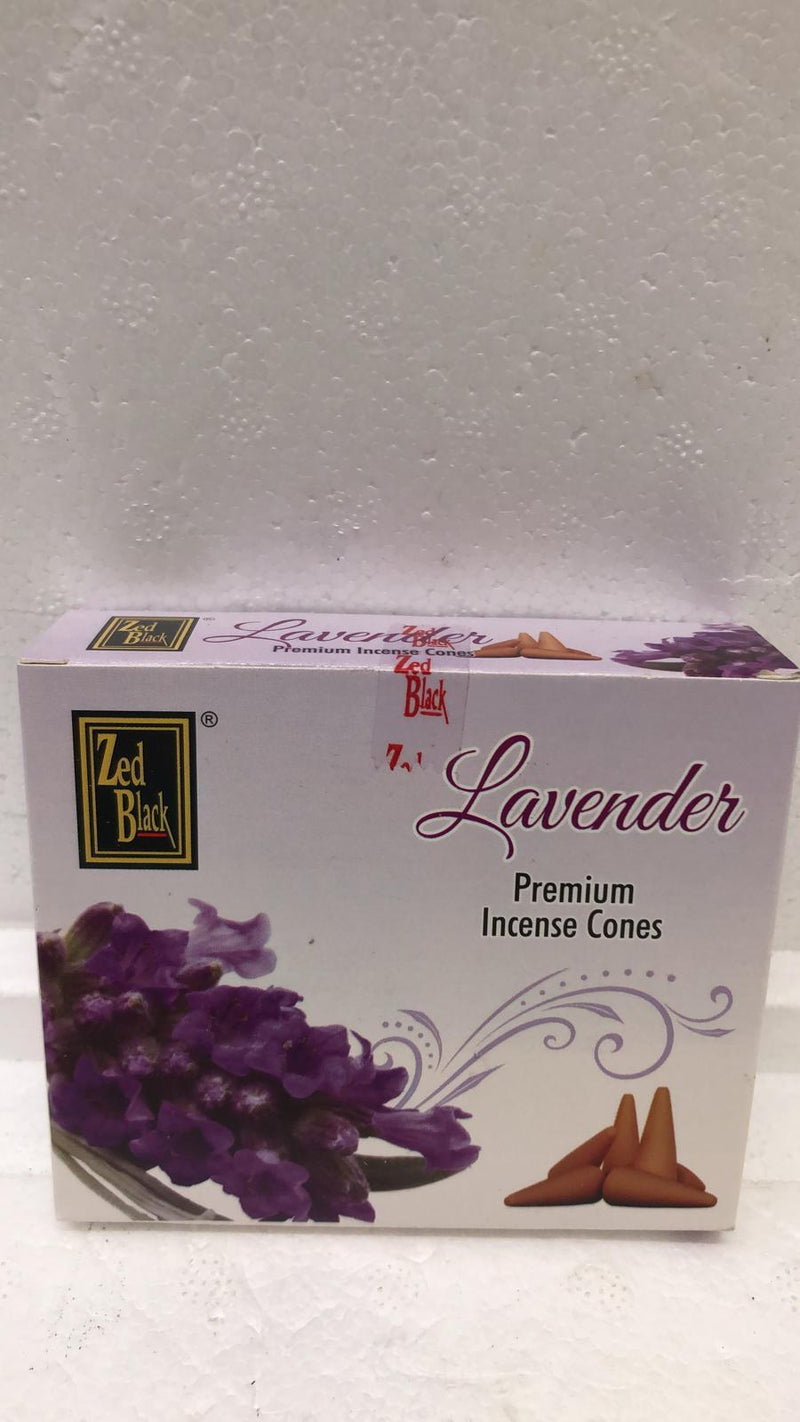 Zed
Black
®
Lavender
Premium Incense Cones
Zed
Black
Zed
Black
Zed
Black
®
Lavender
Premium
Incense Cones